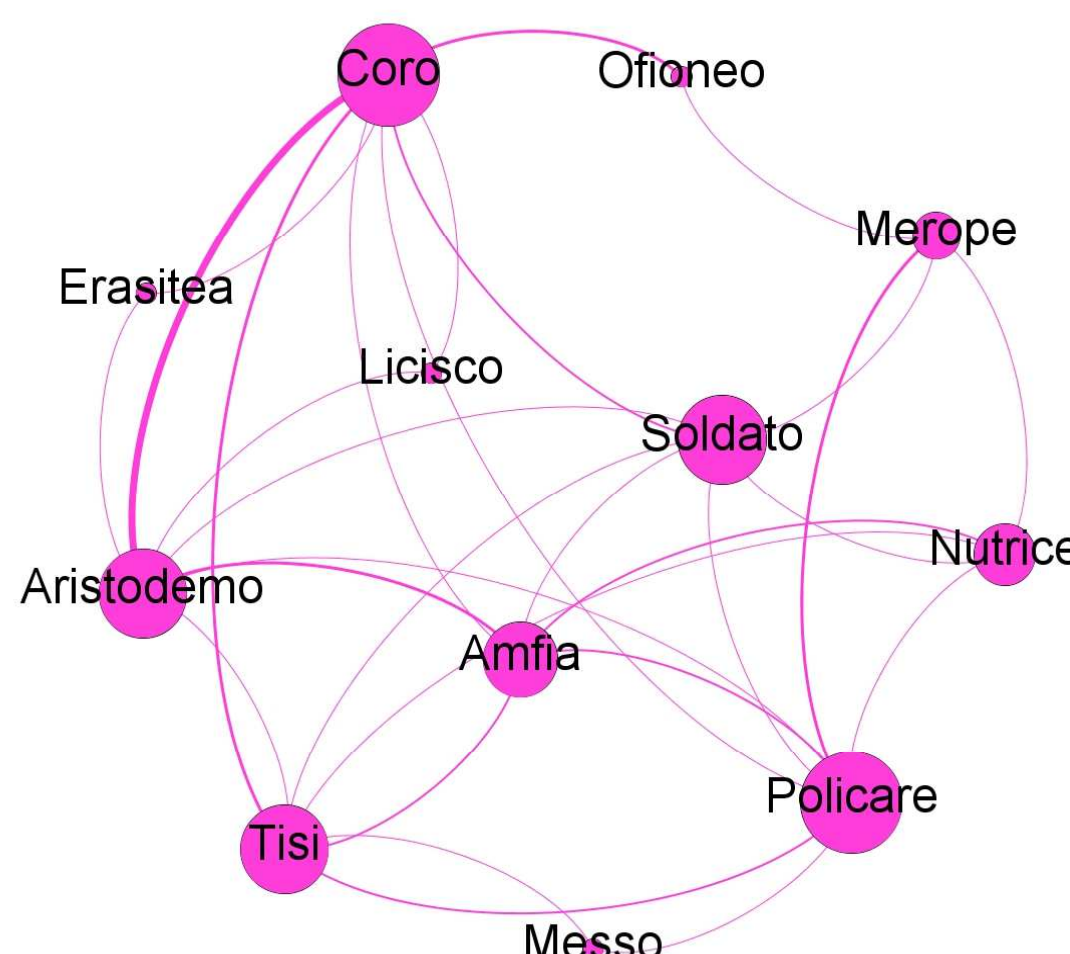 Coro
Ofioneo
Merope
Erasitea
Licisco
Soldato
Nutrice
Aristodemo
Amfia
Policare
Tisi
Messo